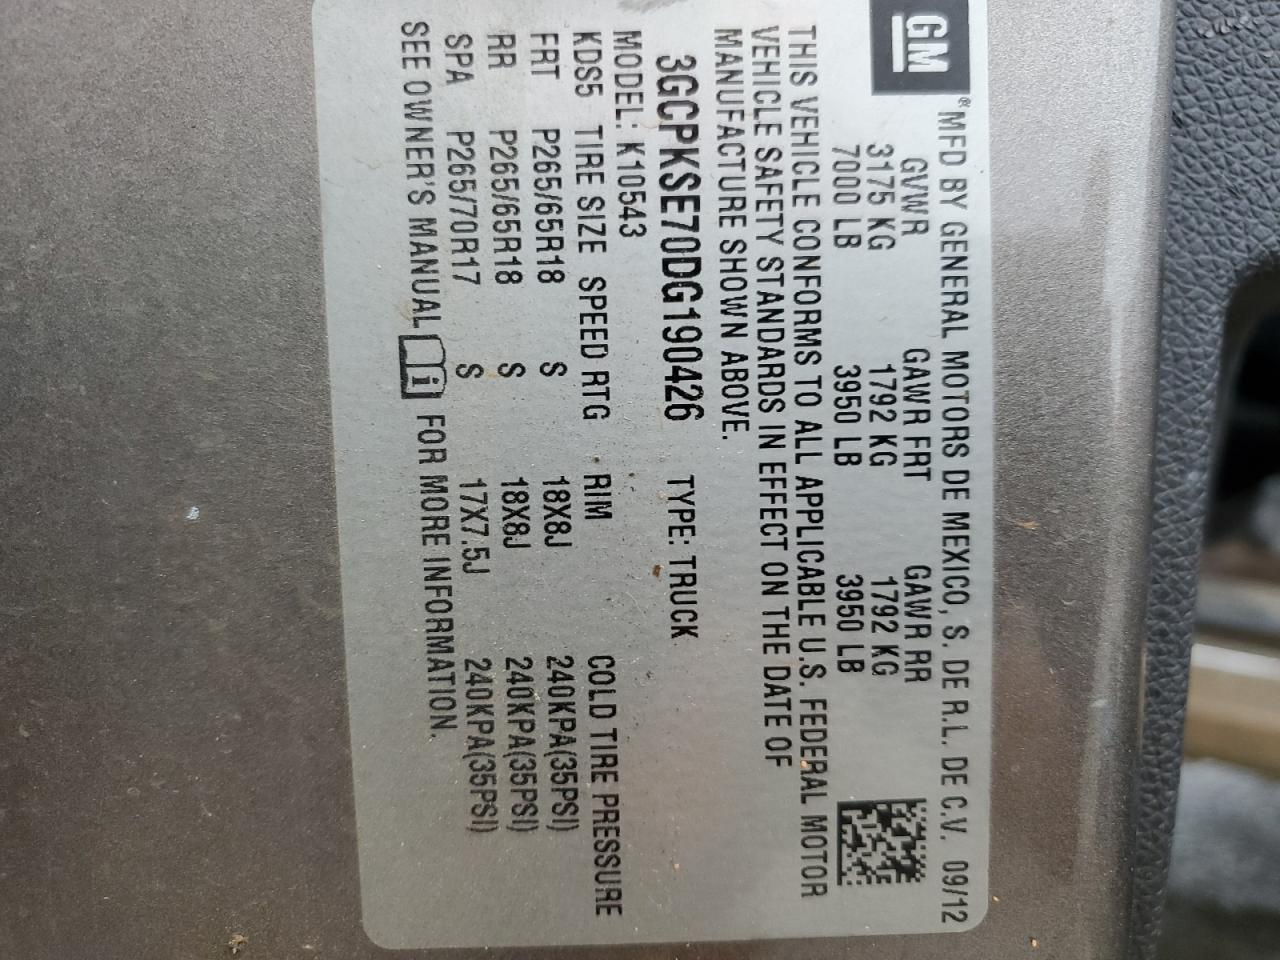 GM
® MFD BY GENERAL MOTORS DE MEXICO, S. DE R.L. DE C.V. 09/12
GVWR GAWR FRT GAWR RR
3175 KG 1792 KG 1792 KG
7000 LB 3950 LB 3950 LB
THIS VEHICLE CONFORMS TO ALL APPLICABLE U.S. FEDERAL MOTOR
VEHICLE SAFETY STANDARDS IN EFFECT ON THE DATE OF
MANUFACTURE SHOWN ABOVE.
3GCPKSE70DG190426 TYPE: TRUCK
MODEL: K10543
KDS5 TIRE SIZE SPEED RTG RIM COLD TIRE PRESSURE
FRT P265/65R18 S 18X8J 240KPA(35PSI)
RR P265/65R18 S 18X8J 240KPA(35PSI)
SPA P265/70R17 S 17X7.5J 240KPA(35PSI)
SEE OWNER'S MANUAL i FOR MORE INFORMATION.